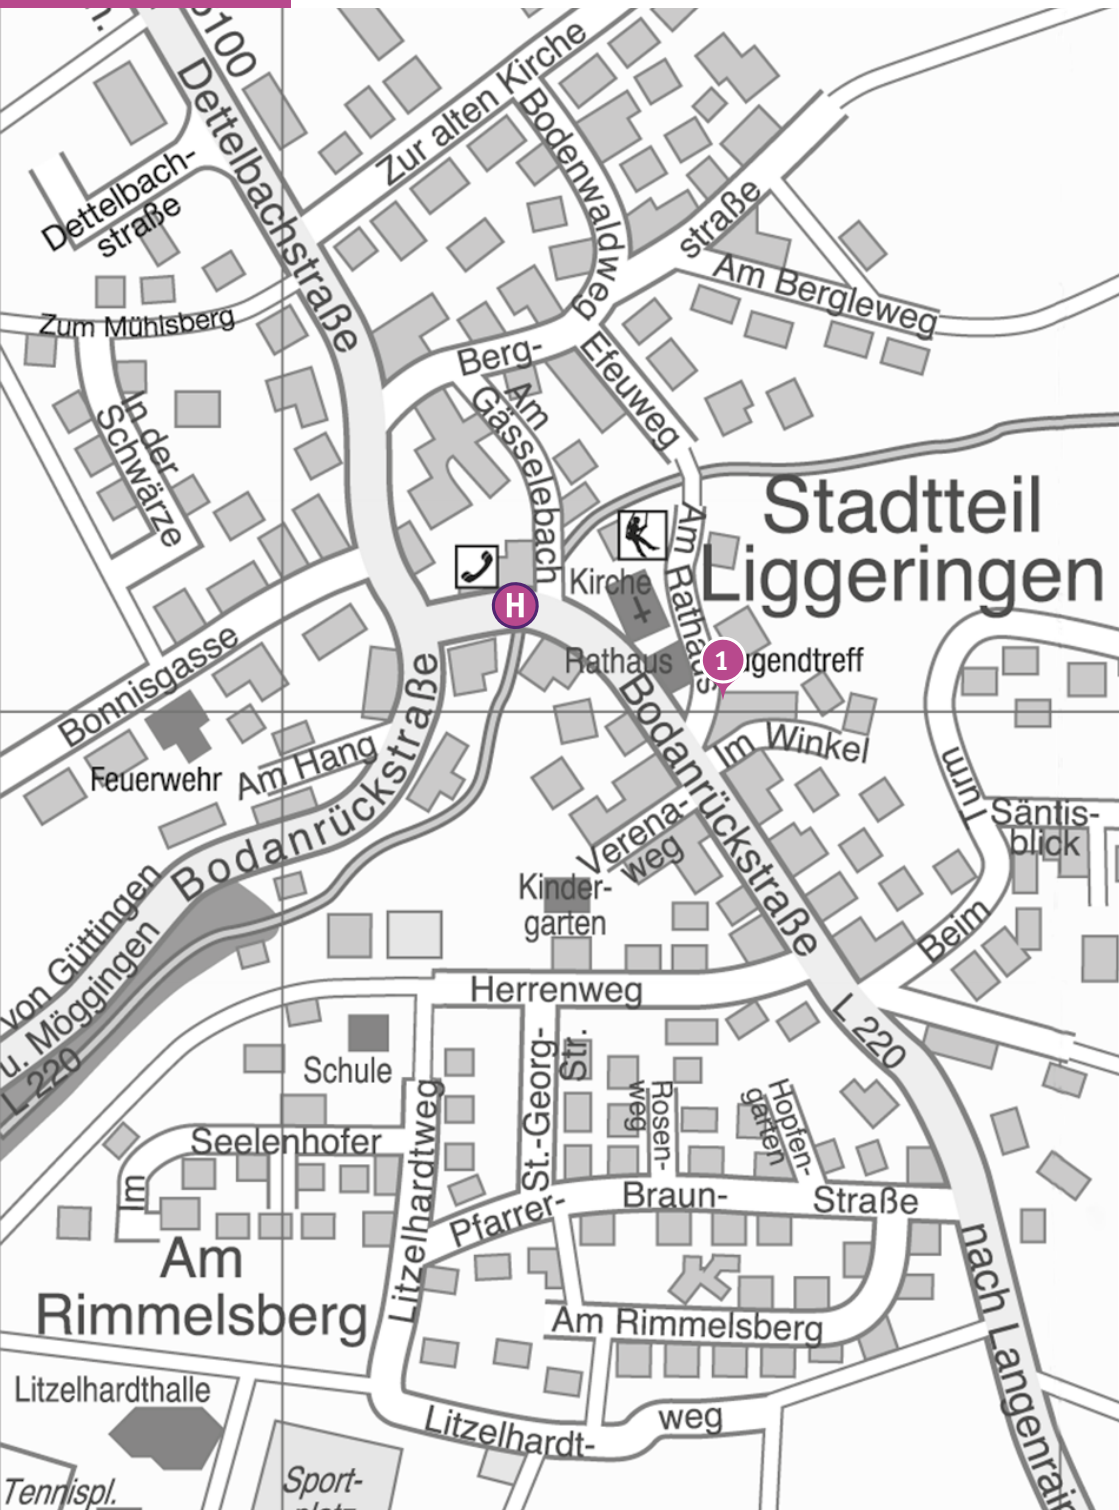 Dettelbachstraße
Zur alten Kirche
Bodenwaldweg
Dettelbach-
straße
straße
Am Bergleweg
Zum Mühlsberg
Berg-
Efeuweg
Am
Gässelebach
In der
Schwärze
Stadtteil
Liggeringen
Kirche
Am Rathaus
H
Rathaus
1
ugendtreff
Bonnisgasse
Feuerwehr
Am Hang
Bodanrückstraße
Bodanrückstraße
Im Winkel
Verena-
weg
Turm
Säntis-
blick
Beim
Kinder-
garten
von Güttingen
u. Möggingen
L 220
Herrenweg
L 220
Schule
St.-Georg-
Str.
Rosen-
weg
Hopfen-
garten
Seelenhofer
Im
Litzelhardtweg
Pfarrer-
Braun-
Straße
Am
Rimmelsberg
Am Rimmelsberg
nach Langenrain
Litzelhardthalle
Litzelhardt-
weg
Tennispl.
Sport-